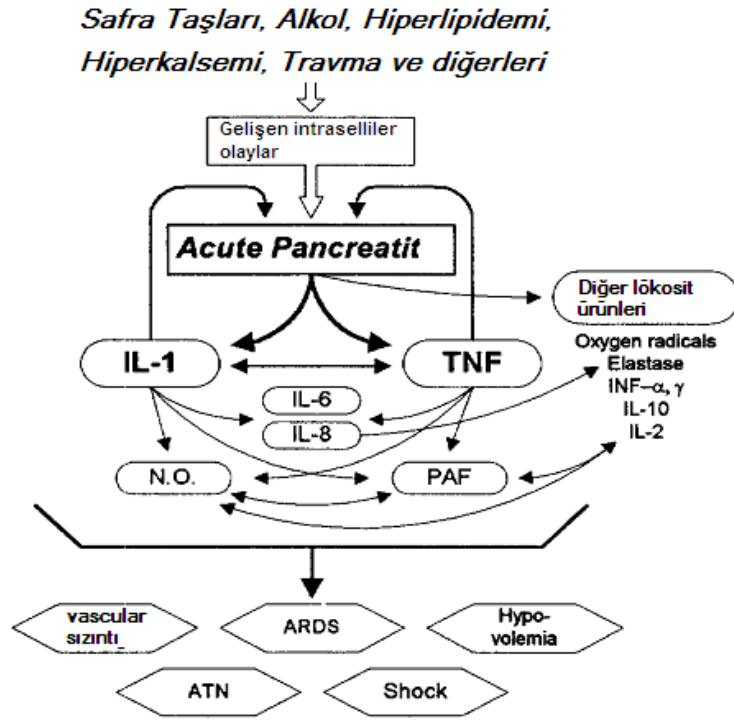 Safra Taşları, Alkol, Hiperlipidemi,
Hiperkalsemi, Travma ve diğerleri
Gelişen intraselliler
olaylar
Acute Pancreatit
Diğer lökosit
ürünleri
IL-1
TNF
Oxygen radicals
Elastase
INF-α, γ
IL-10
IL-2
IL-6
IL-8
N.O.
PAF
vascular
sızıntı
ARDS
Hypo-
volemia
ATN
Shock